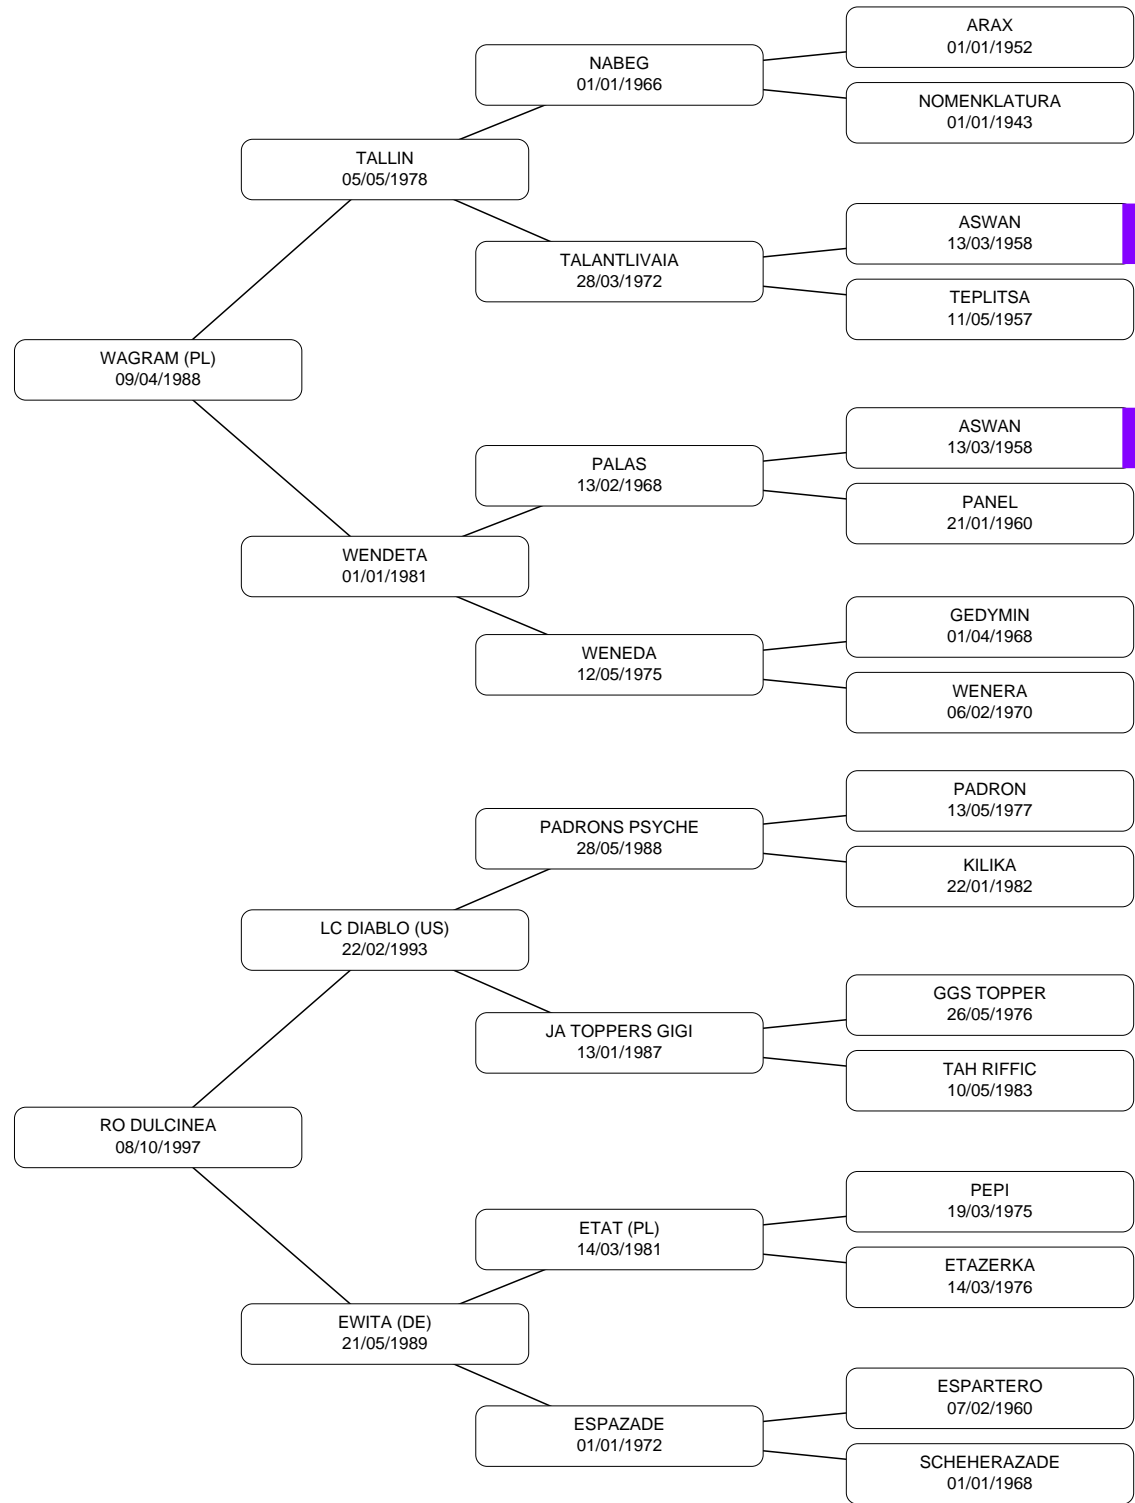 ARAX
01/01/1952
NABEG
01/01/1966
NOMENKLATURA
01/01/1943
TALLIN
05/05/1978
ASWAN
13/03/1958
TALANTLIVAIA
28/03/1972
TEPLITSA
11/05/1957
WAGRAM (PL)
09/04/1988
ASWAN
13/03/1958
PALAS
13/02/1968
PANEL
21/01/1960
WENDETA
01/01/1981
GEDYMIN
01/04/1968
WENEDA
12/05/1975
WENERA
06/02/1970
PADRON
13/05/1977
PADRONS PSYCHE
28/05/1988
KILIKA
22/01/1982
LC DIABLO (US)
22/02/1993
GGS TOPPER
26/05/1976
JA TOPPERS GIGI
13/01/1987
TAH RIFFIC
10/05/1983
RO DULCINEA
08/10/1997
PEPI
19/03/1975
ETAT (PL)
14/03/1981
ETAZERKA
14/03/1976
EWITA (DE)
21/05/1989
ESPARTERO
07/02/1960
ESPAZADE
01/01/1972
SCHEHERAZADE
01/01/1968